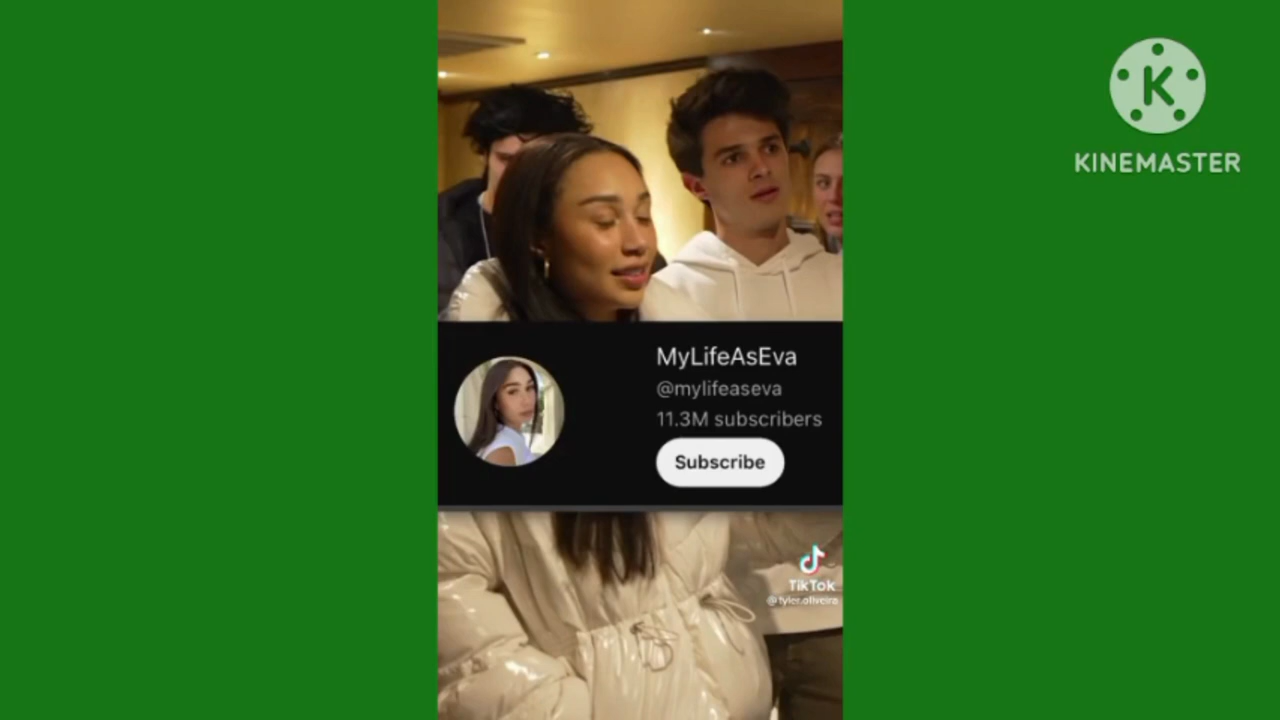 K
KINEMASTER
MyLifeAsEva
@mylifeaseva
11.3M subscribers
Subscribe
TikTok
@tyler.oliveira